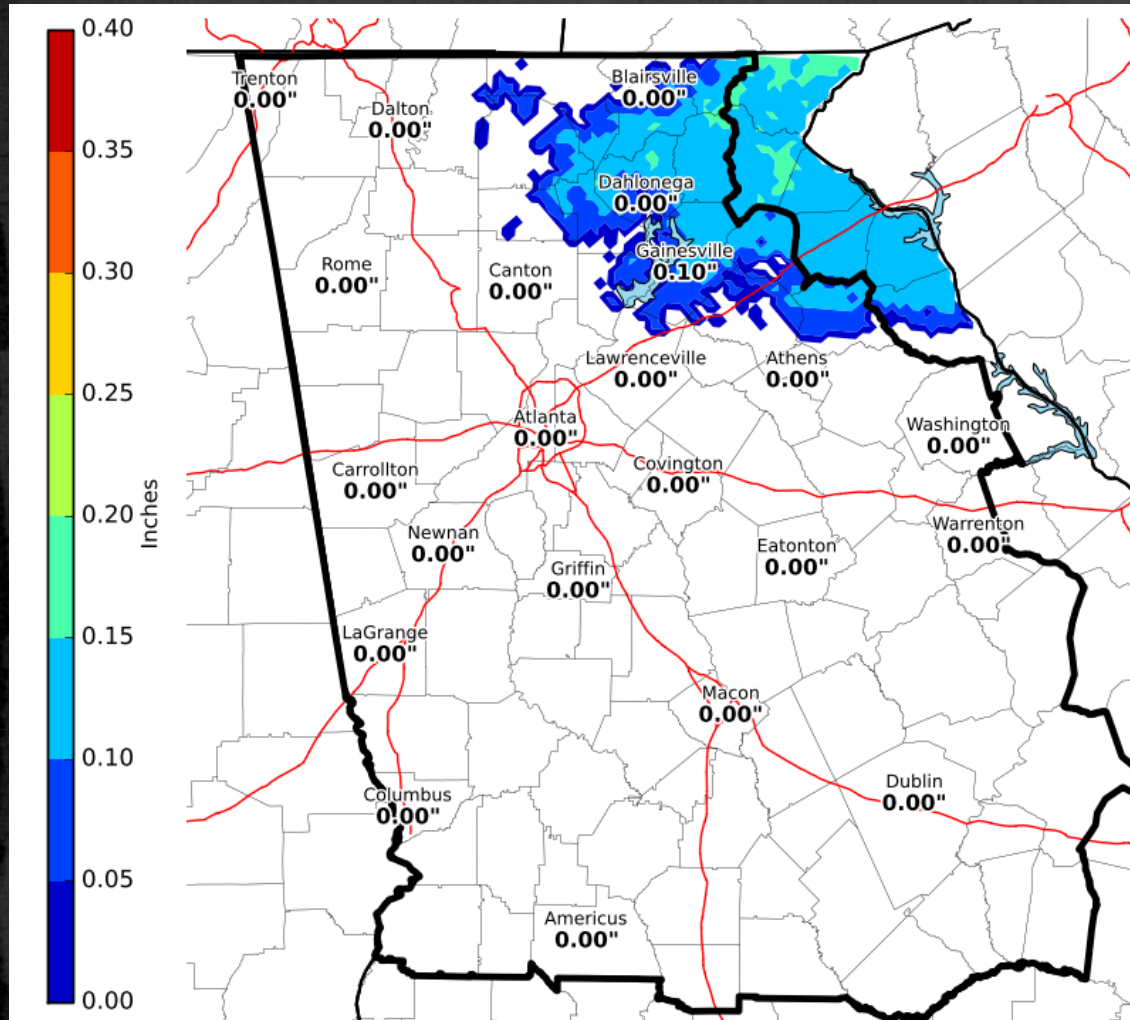 0.40
0.35
0.30
0.25
0.20
0.15
0.10
0.05
0.00
Inches
Trenton
0.00"
Dalton
0.00"
Blairsville
0.00"
Dahlonega
0.00"
Gainesville
0.10"
Rome
0.00"
Canton
0.00"
Lawrenceville
0.00"
Athens
0.00"
Atlanta
0.00"
Washington
0.00"
Carrollton
0.00"
Covington
0.00"
Newnan
0.00"
Griffin
0.00"
Eatonton
0.00"
Warrenton
0.00"
LaGrange
0.00"
Macon
0.00"
Columbus
0.00"
Dublin
0.00"
Americus
0.00"